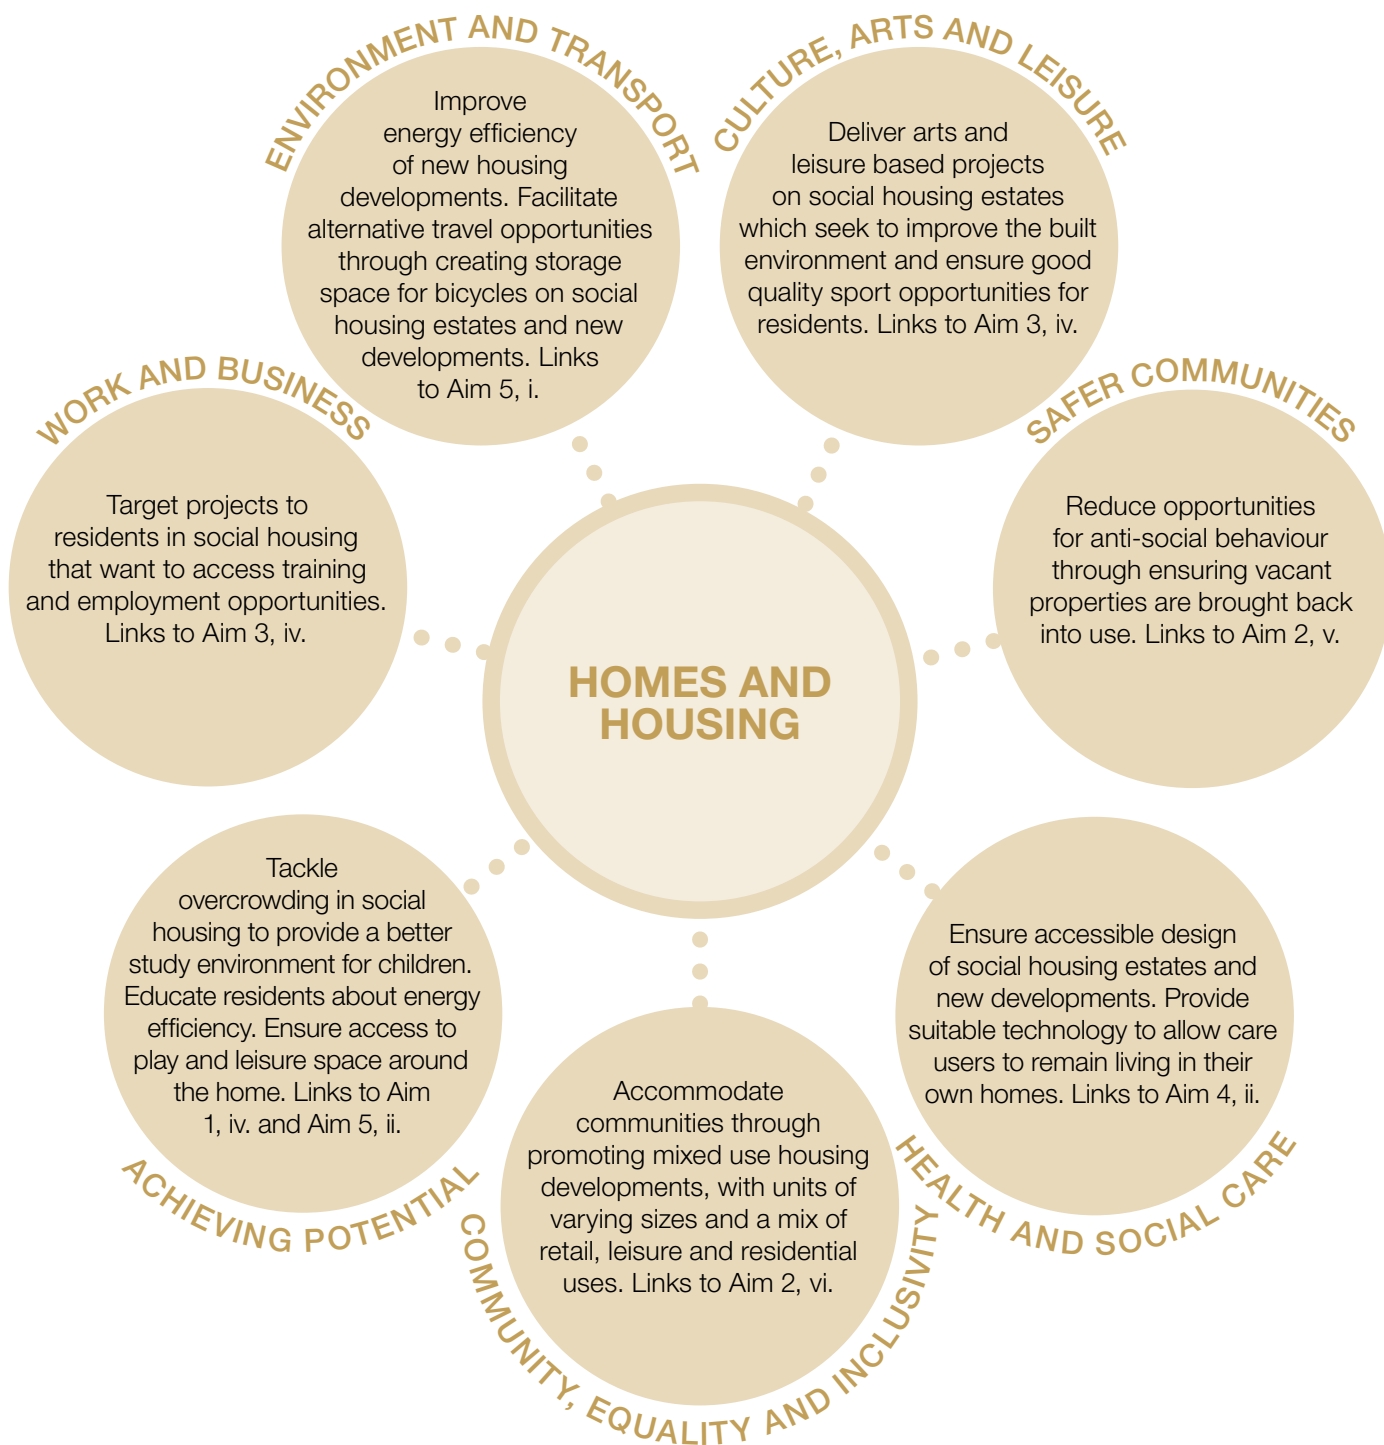 ENVIRONMENT AND TRANSPORT
Improve
energy efficiency
of new housing
developments. Facilitate
alternative travel opportunities
through creating storage
space for bicycles on social
housing estates and new
developments. Links
to Aim 5, i.
CULTURE, ARTS AND LEISURE
Deliver arts and
leisure based projects
on social housing estates
which seek to improve the built
environment and ensure good
quality sport opportunities for
residents. Links to Aim 3, iv.
WORK AND BUSINESS
Target projects to
residents in social housing
that want to access training
and employment opportunities.
Links to Aim 3, iv.
SAFER COMMUNITIES
Reduce opportunities
for anti-social behaviour
through ensuring vacant
properties are brought back
into use. Links to Aim 2, v.
HOMES AND
HOUSING
Tackle
overcrowding in social
housing to provide a better
study environment for children.
Educate residents about energy
efficiency. Ensure access to
play and leisure space around
the home. Links to Aim
1, iv. and Aim 5, ii.
ACHIEVING POTENTIAL
Ensure accessible design
of social housing estates and
new developments. Provide
suitable technology to allow care
users to remain living in their
own homes. Links to Aim 4, ii.
HEALTH AND SOCIAL CARE
Accommodate
communities through
promoting mixed use housing
developments, with units of
varying sizes and a mix of
retail, leisure and residential
uses. Links to Aim 2, vi.
COMMUNITY, EQUALITY AND INCLUSIVITY